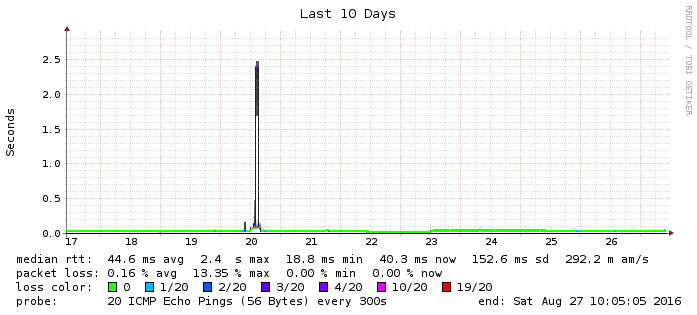 Last 10 Days
RRDTOOL / TOBI OETIKER
Seconds
2.5
2.0
1.5
1.0
0.5
0.0
17 18 19 20 21 22 23 24 25 26
median rtt: 44.6 ms avg 2.4 s max 18.8 ms min 40.3 ms now 152.6 ms sd 292.2 m am/s
packet loss: 0.16 % avg 13.35 % max 0.00 % min 0.00 % now
loss color: 0 1/20 2/20 3/20 4/20 10/20 19/20
probe: 20 ICMP Echo Pings (56 Bytes) every 300s end: Sat Aug 27 10:05:05 2016